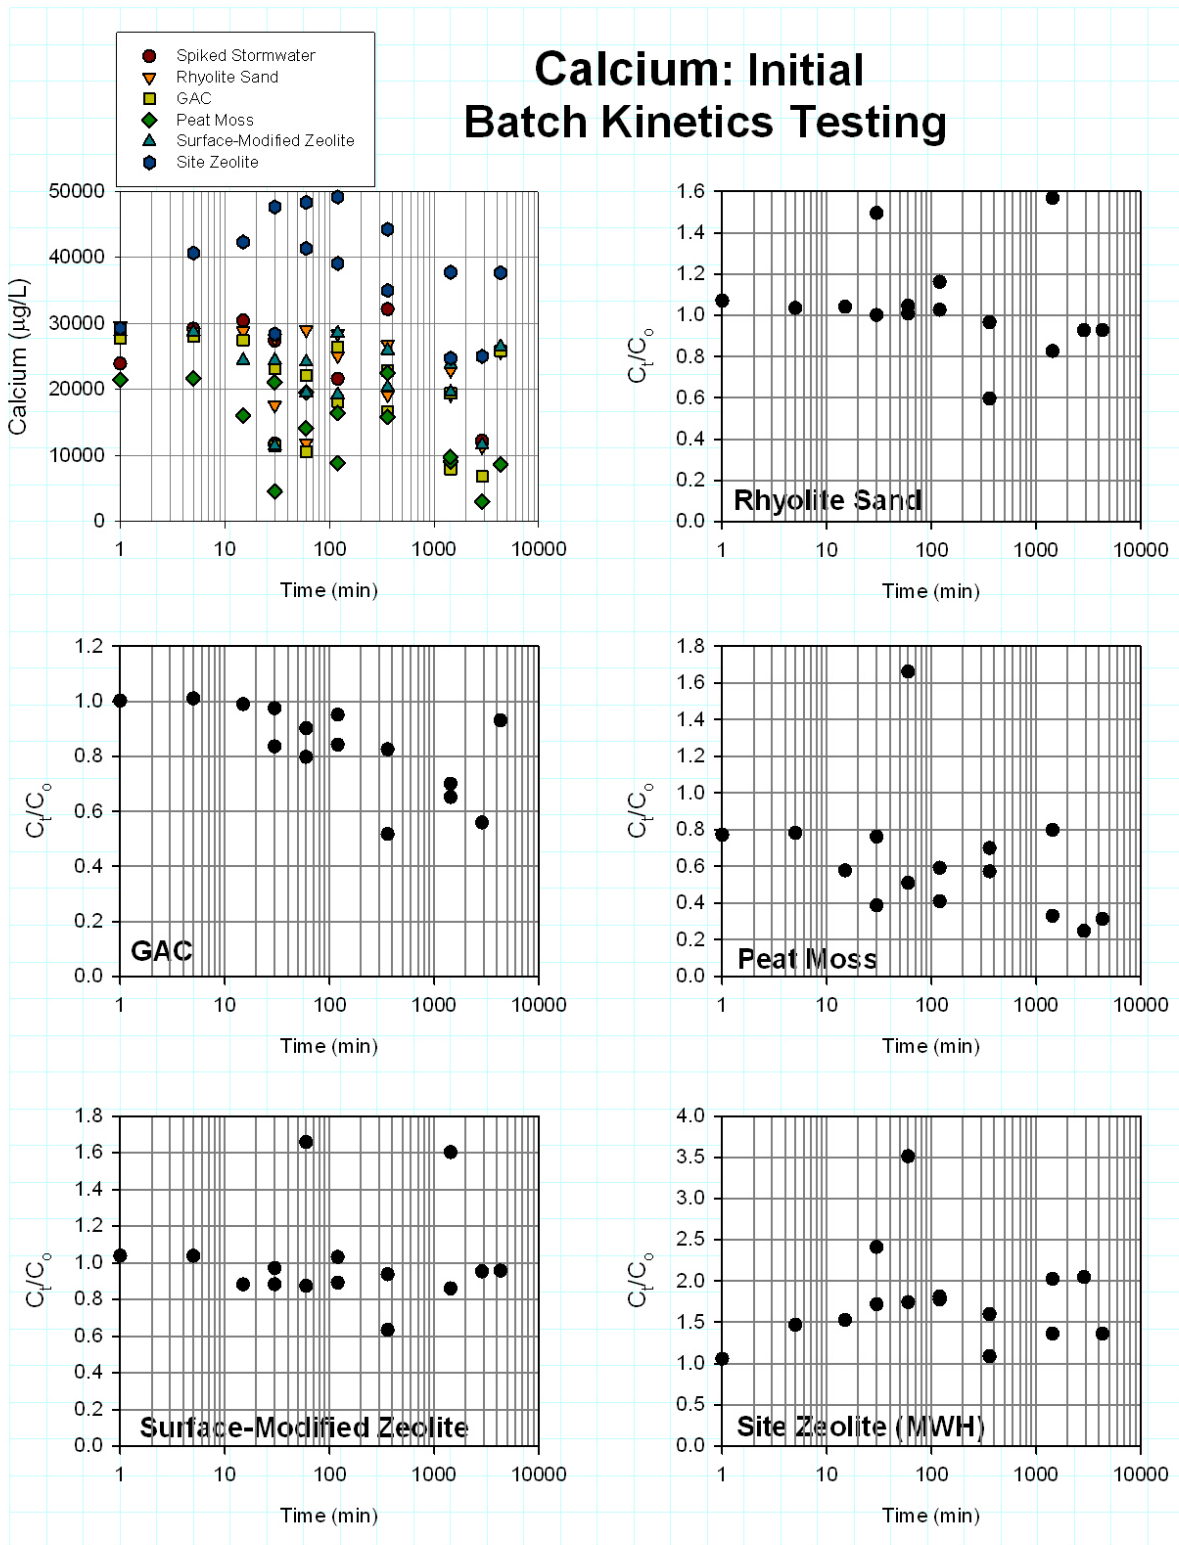 Calcium: Initial
Batch Kinetics Testing
Spiked Stormwater
Rhyolite Sand
GAC
Peat Moss
Surface-Modified Zeolite
Site Zeolite
50000
40000
30000
20000
10000
0
Calcium (µg/L)
1 10 100 1000 10000
Time (min)
1.6
1.4
1.2
1.0
0.8
0.6
0.4
0.2
0.0
Ct/Co
Rhyolite Sand
1 10 100 1000 10000
Time (min)
1.2
1.0
0.8
0.6
0.4
0.2
0.0
Ct/Co
GAC
1 10 100 1000 10000
Time (min)
1.8
1.6
1.4
1.2
1.0
0.8
0.6
0.4
0.2
0.0
Ct/Co
Peat Moss
1 10 100 1000 10000
Time (min)
1.8
1.6
1.4
1.2
1.0
0.8
0.6
0.4
0.2
0.0
Ct/Co
Surface-Modified Zeolite
1 10 100 1000 10000
Time (min)
4.0
3.5
3.0
2.5
2.0
1.5
1.0
0.5
0.0
Ct/Co
Site Zeolite (MWH)
1 10 100 1000 10000
Time (min)